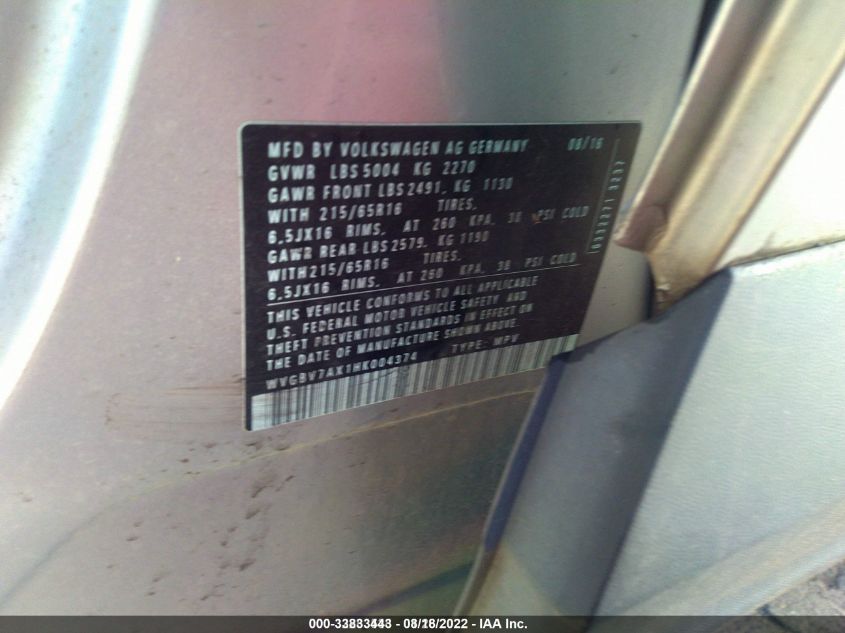 MFD BY VOLKSWAGEN AG GERMANY 08/16
GVWR LBS 5004 KG 2270
GAWR FRONT LBS 2491. KG 1130
WITH 215/65R16 TIRES.
6.5JX16 RIMS. AT 260 KPA. 38 PSI COLD
GAWR REAR LBS 2579. KG 1190
WITH 215/65R16 TIRES.
6.5JX16 RIMS. AT 260 KPA. 38 PSI COLD
THIS VEHICLE CONFORMS TO ALL APPLICABLE
U.S. FEDERAL MOTOR VEHICLE SAFETY AND
THEFT PREVENTION STANDARDS IN EFFECT ON
THE DATE OF MANUFACTURE SHOWN ABOVE.
WVGBV7AX1HK004374 TYPE: MPV
000-33833443 - 08/16/2022 - IAA Inc.